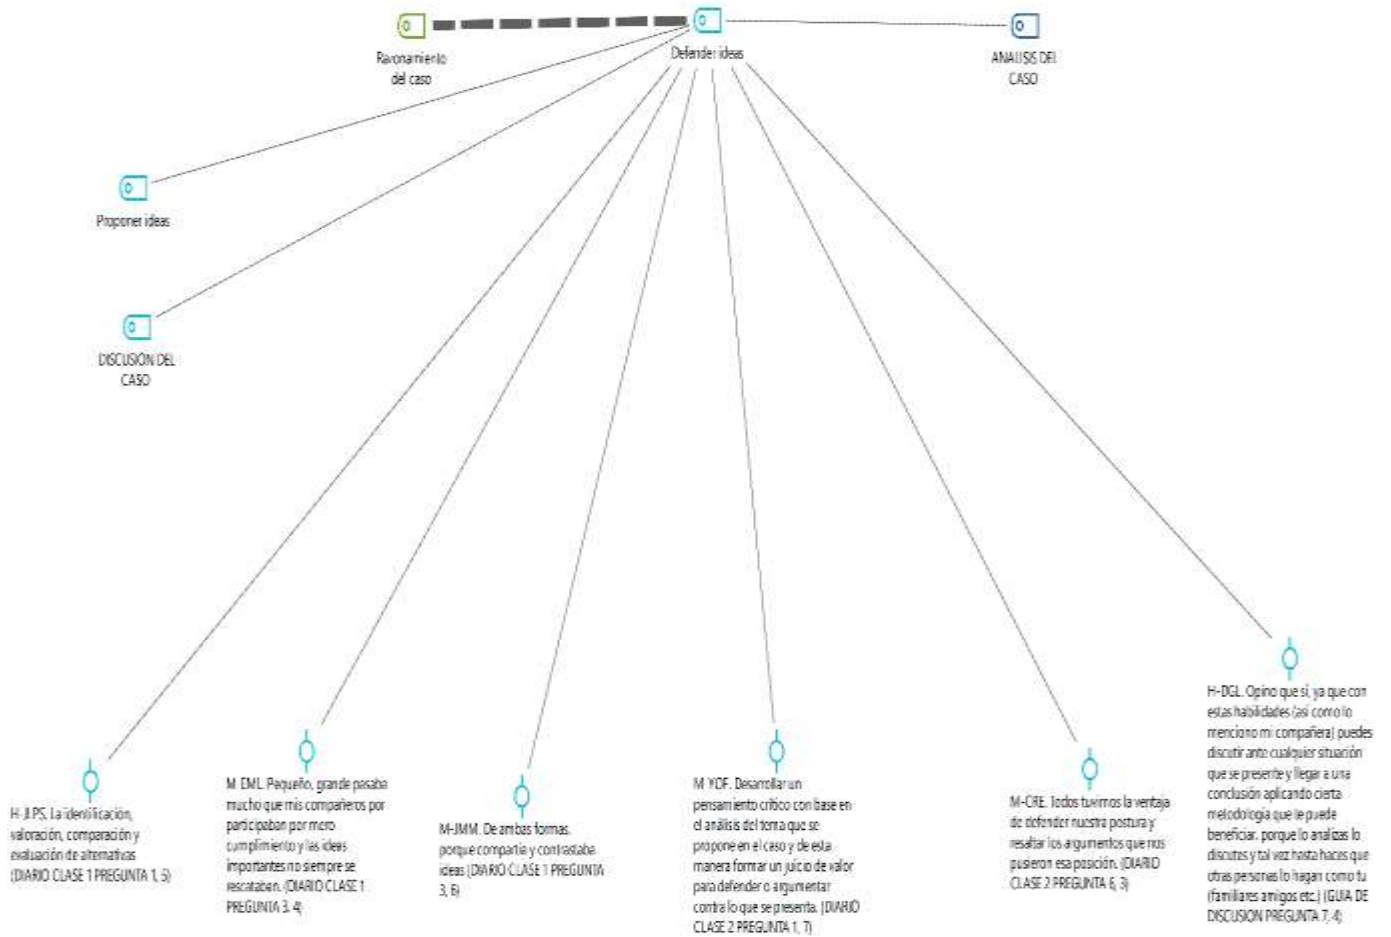 Razonamiento
del caso
Defender ideas
ANALISIS DEL
CASO
Proponer ideas
DISCUSIÓN DEL
CASO
H-JLPS. La identificación,
valoración, comparación y
evaluación de alternativas
(DIARIO CLASE 1 PREGUNTA 1, 5)
M EML. Pequeño, grande pasaba
mucho que mis compañeros por
participaban por mero
cumplimiento y las ideas
importantes no siempre se
rescataban. (DIARIO CLASE 1
PREGUNTA 3, 4)
M-JMM. De ambas formas,
porque compartía y contrastaba
ideas (DIARIO CLASE 1 PREGUNTA
3, 6)
M YOF. Desarrollar un
pensamiento crítico con base en
el análisis del tema que se
propone en el caso y de esta
manera formar un juicio de valor
para defender o argumentar
contra lo que se presenta. (DIARIO
CLASE 2 PREGUNTA 1, 7)
M-CRE. Todos tuvimos la ventaja
de defender nuestra postura y
resaltar los argumentos que nos
pusieron esa posición. (DIARIO
CLASE 2 PREGUNTA 6, 3)
H-DGL. Opino que sí, ya que con
estas habilidades (así como lo
menciono mi compañera) puedes
discutir ante cualquier situación
que se presente y llegar a una
conclusión aplicando cierta
metodología que te puede
beneficiar, porque lo analizas lo
discutes y tal vez hasta haces que
otras personas lo hagan como tu
(familiares amigos etc.) (GUIA DE
DISCUSION PREGUNTA 7, 4)